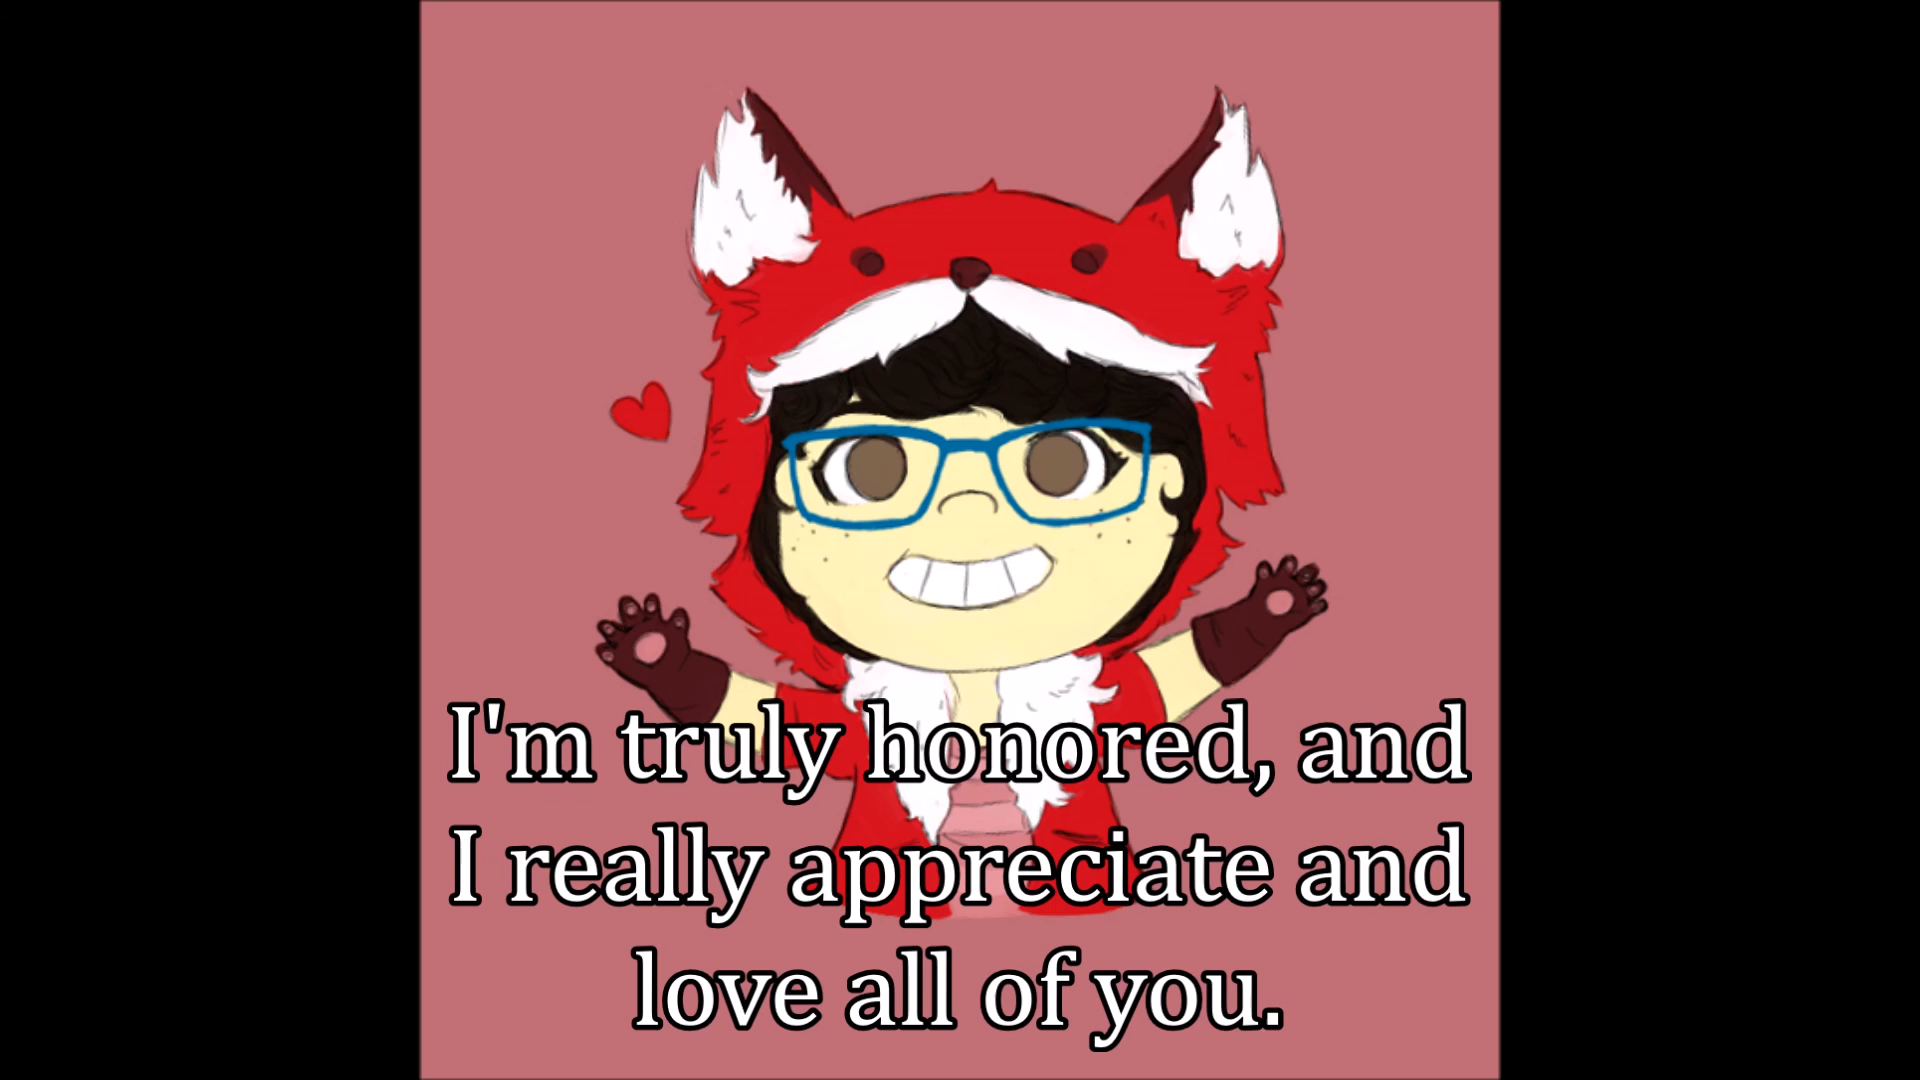 I'm truly honored, and
I really appreciate and
love all of you.